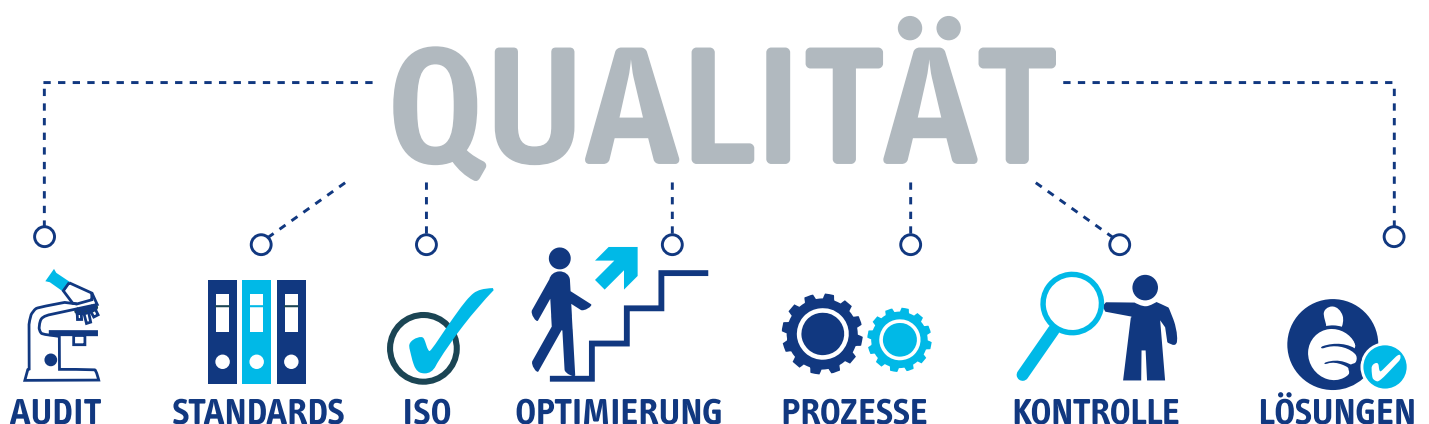 QUALITÄT
AUDIT STANDARDS ISO OPTIMIERUNG PROZESSE KONTROLLE LÖSUNGEN